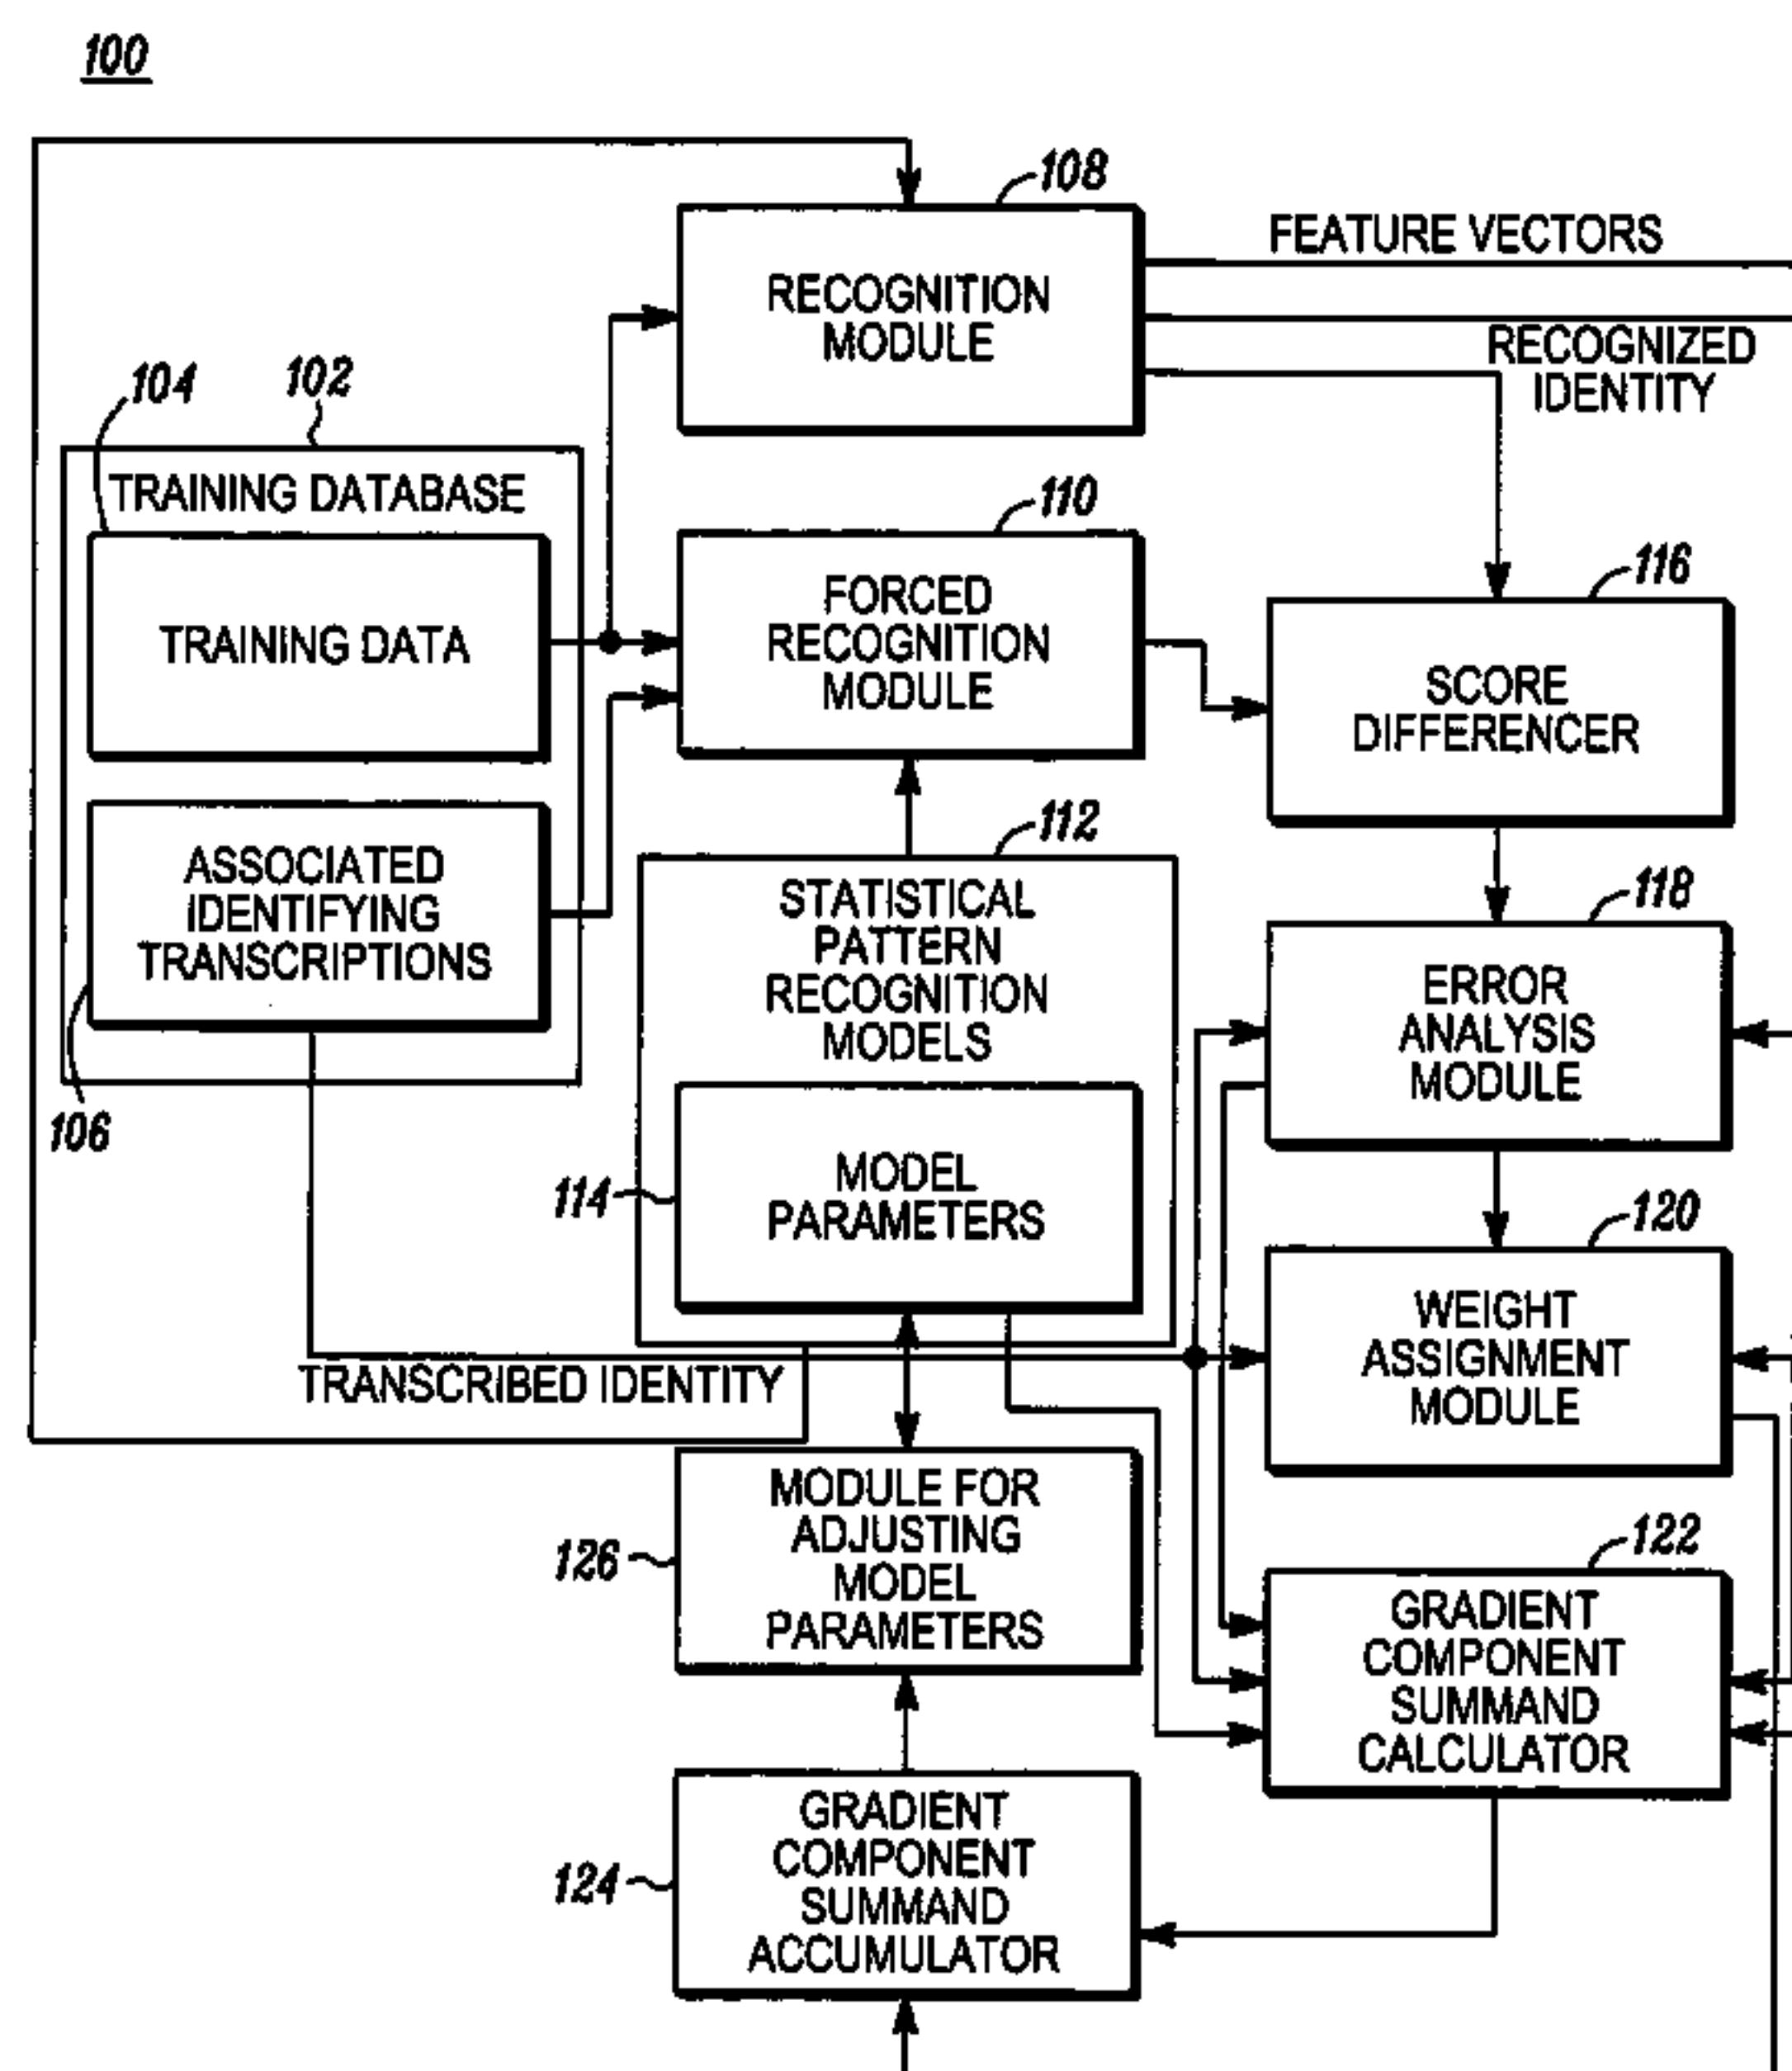 100
108
FEATURE VECTORS
RECOGNITION
MODULE
RECOGNIZED
IDENTITY
104
102
TRAINING DATABASE
TRAINING DATA
110
FORCED
RECOGNITION
MODULE
116
SCORE
DIFFERENCER
ASSOCIATED
IDENTIFYING
TRANSCRIPTIONS
106
112
STATISTICAL
PATTERN
RECOGNITION
MODELS
118
ERROR
ANALYSIS
MODULE
114
MODEL
PARAMETERS
120
WEIGHT
ASSIGNMENT
MODULE
TRANSCRIBED IDENTITY
126
MODULE FOR
ADJUSTING
MODEL
PARAMETERS
122
GRADIENT
COMPONENT
SUMMAND
CALCULATOR
124
GRADIENT
COMPONENT
SUMMAND
ACCUMULATOR